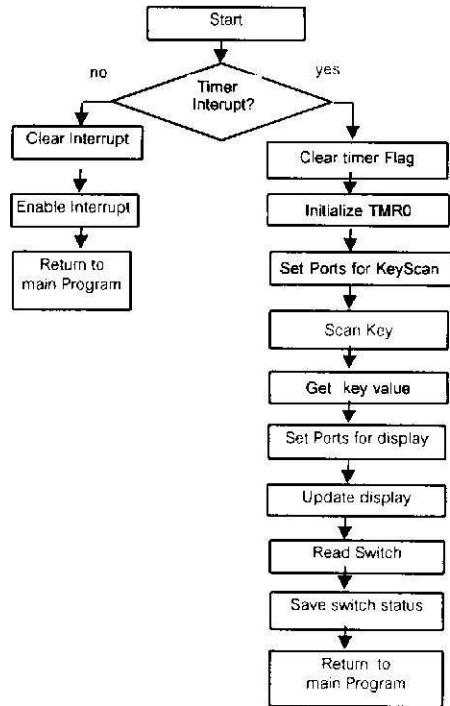 Start
no
yes
Timer
Interupt?
Clear Interrupt
Enable Interrupt
Return to
main Program
Clear timer Flag
Initialize TMR0
Set Ports for KeyScan
Scan Key
Get key value
Set Ports for display
Update display
Read Switch
Save switch status
Return to
main Program